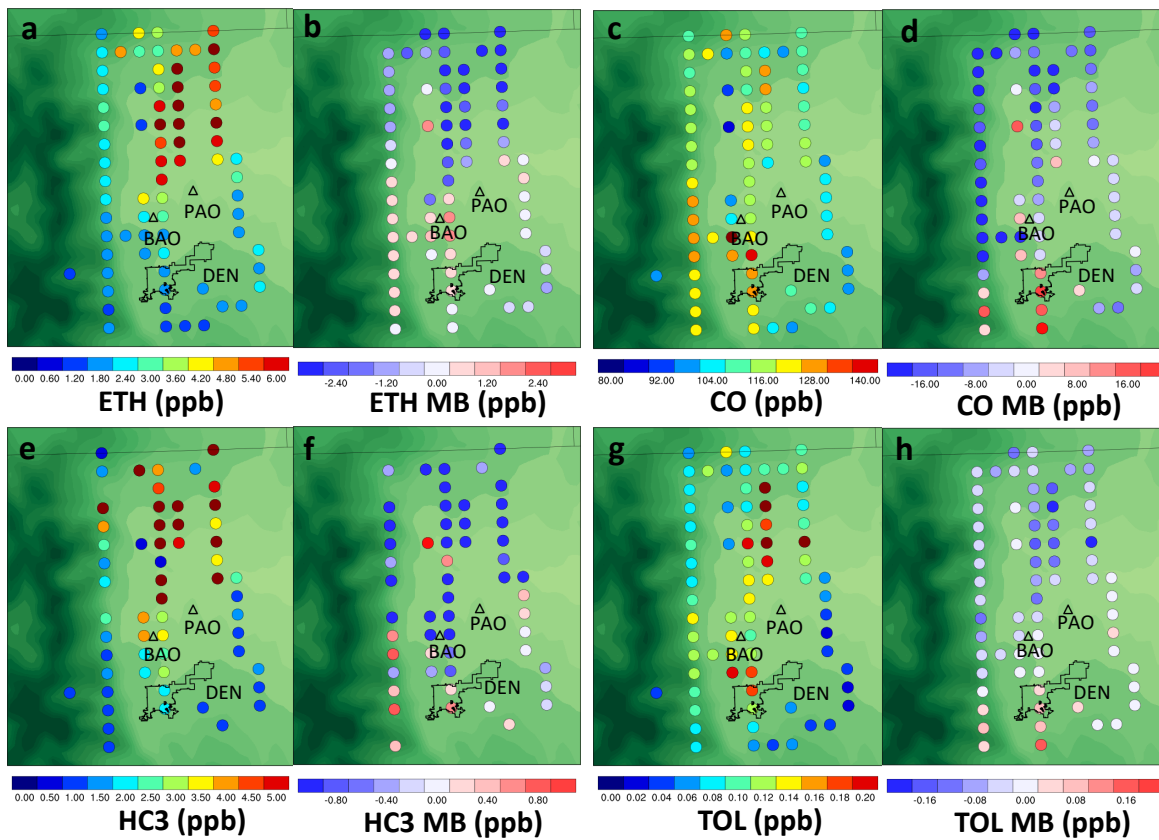 a b c d
PAO PAO PAO PAO
BAO BAO BAO BAO
DEN DEN DEN DEN
0.00 0.60 1.20 1.80 2.40 3.00 3.60 4.20 4.80 5.40 6.00
-2.40 -1.20 0.00 1.20 2.40
80.00 92.00 104.00 116.00 128.00 140.00
-16.00 -8.00 0.00 8.00 16.00
ETH (ppb) ETH MB (ppb) CO (ppb) CO MB (ppb)
e f g h
PAO PAO PAO PAO
BAO BAO BAO BAO
DEN DEN DEN DEN
0.00 0.50 1.00 1.50 2.00 2.50 3.00 3.50 4.00 4.50 5.00
-0.80 -0.40 0.00 0.40 0.80
0.00 0.02 0.04 0.06 0.08 0.10 0.12 0.14 0.16 0.18 0.20
-0.16 -0.08 0.00 0.08 0.16
HC3 (ppb) HC3 MB (ppb) TOL (ppb) TOL MB (ppb)